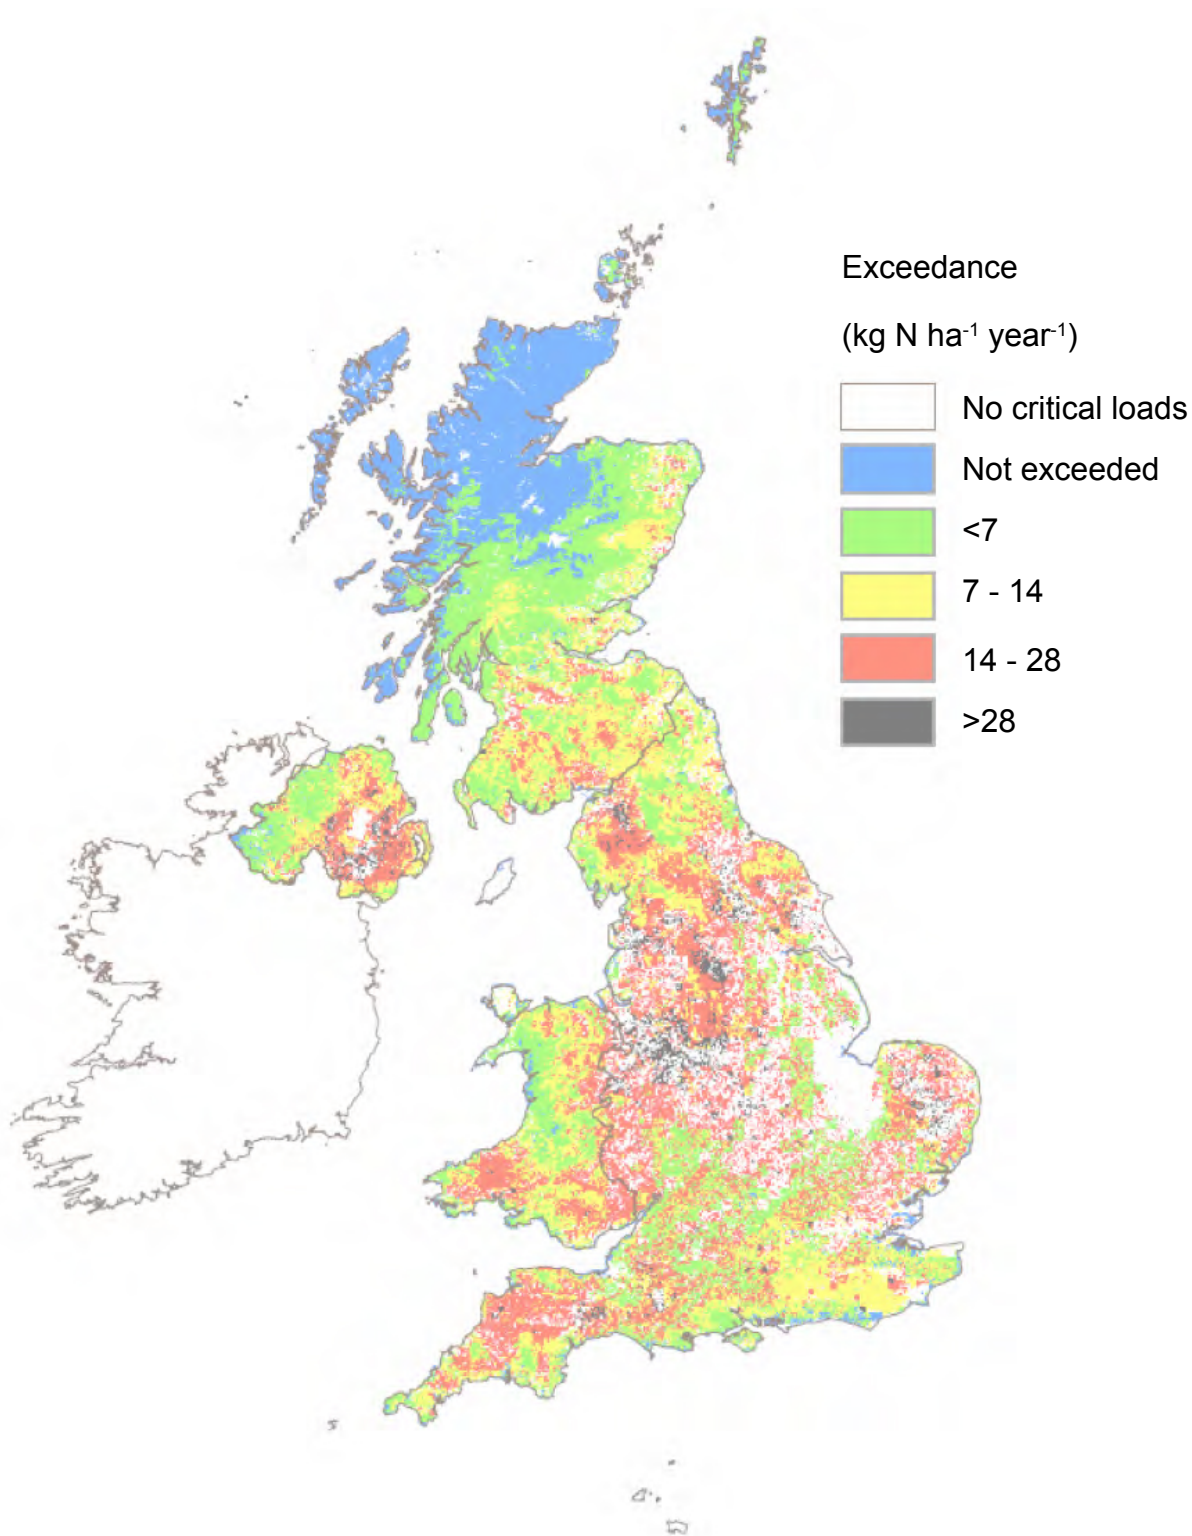 Exceedance
(kg N ha⁻¹ year⁻¹)
No critical loads
Not exceeded
<7
7 - 14
14 - 28
>28